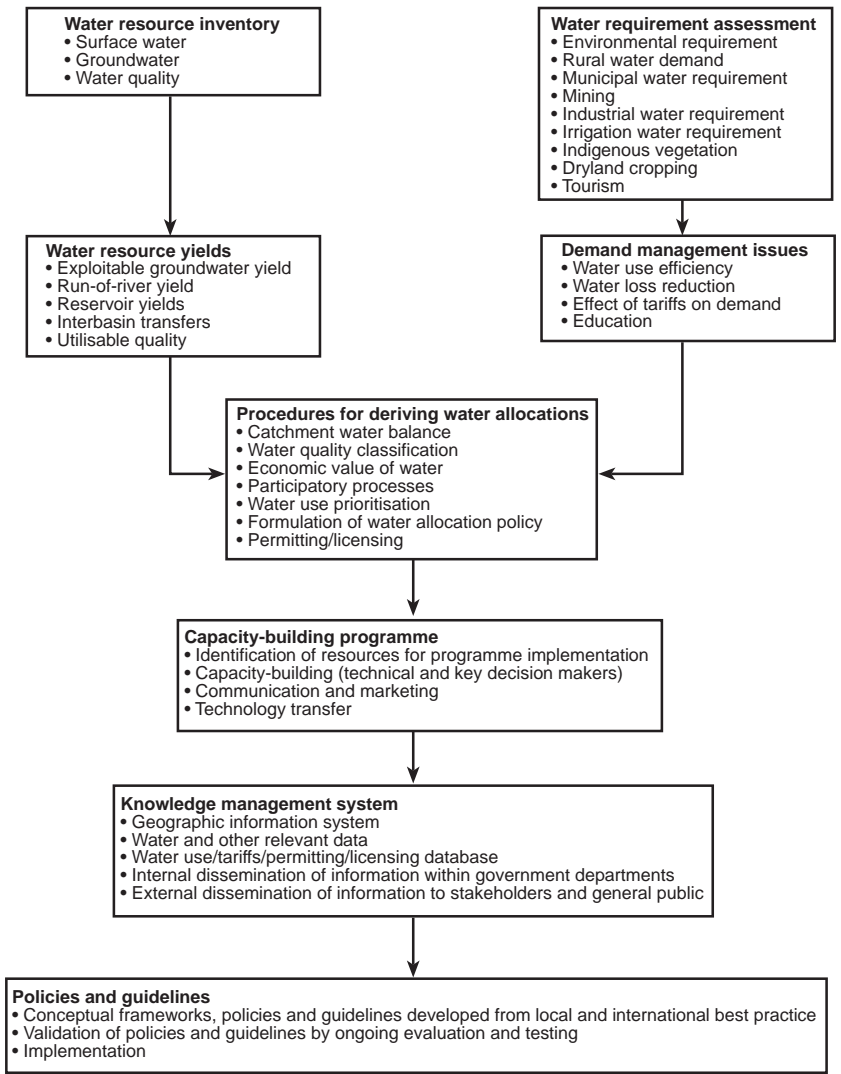 Water resource inventory
• Surface water
• Groundwater
• Water quality
Water requirement assessment
• Environmental requirement
• Rural water demand
• Municipal water requirement
• Mining
• Industrial water requirement
• Irrigation water requirement
• Indigenous vegetation
• Dryland cropping
• Tourism
Water resource yields
• Exploitable groundwater yield
• Run-of-river yield
• Reservoir yields
• Interbasin transfers
• Utilisable quality
Demand management issues
• Water use efficiency
• Water loss reduction
• Effect of tariffs on demand
• Education
Procedures for deriving water allocations
• Catchment water balance
• Water quality classification
• Economic value of water
• Participatory processes
• Water use prioritisation
• Formulation of water allocation policy
• Permitting/licensing
Capacity-building programme
• Identification of resources for programme implementation
• Capacity-building (technical and key decision makers)
• Communication and marketing
• Technology transfer
Knowledge management system
• Geographic information system
• Water and other relevant data
• Water use/tariffs/permitting/licensing database
• Internal dissemination of information within government departments
• External dissemination of information to stakeholders and general public
Policies and guidelines
• Conceptual frameworks, policies and guidelines developed from local and international best practice
• Validation of policies and guidelines by ongoing evaluation and testing
• Implementation